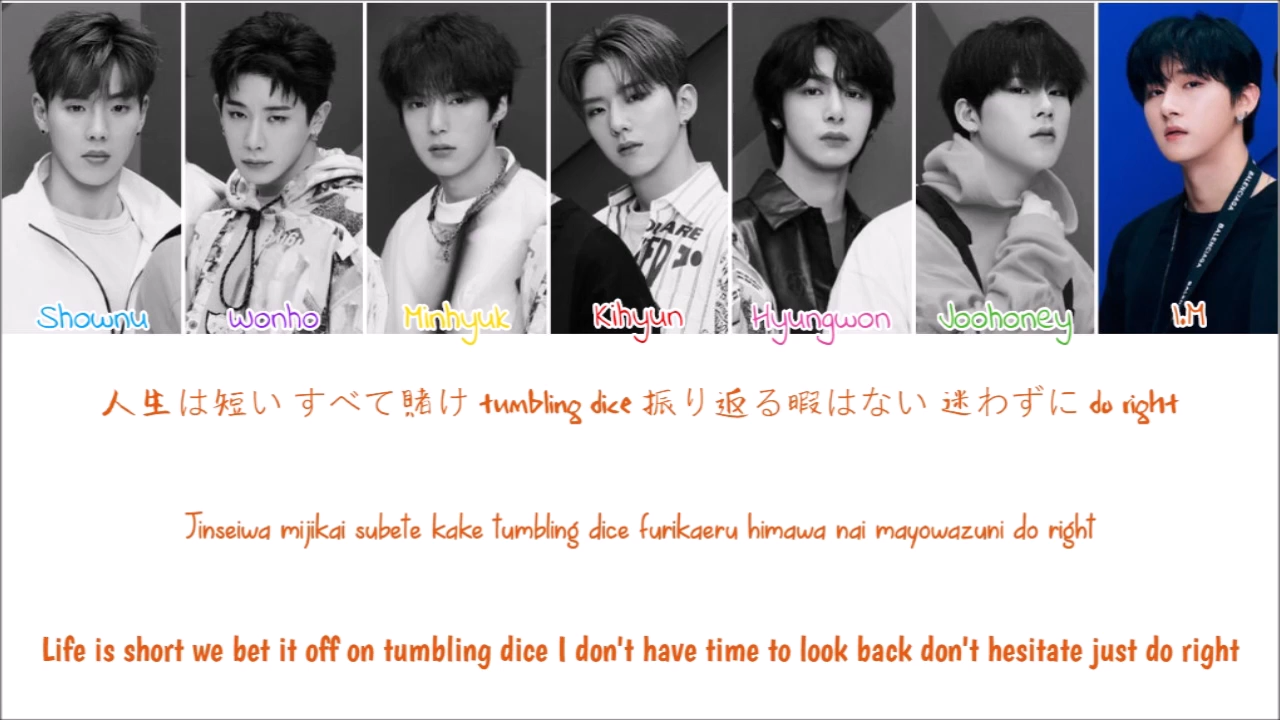 BALENCIAGA
BALENCIAGA
Shownu
Wonho
Minhyuk
Kihyun
Hyungwon
Joohoney
I.M
人生は短い すべて賭け tumbling dice 振り返る暇はない 迷わずに do right
Jinseiwa mijikai subete kake tumbling dice furikaeru himawa nai mayowazuni do right
Life is short we bet it off on tumbling dice I don't have time to look back don't hesitate just do right